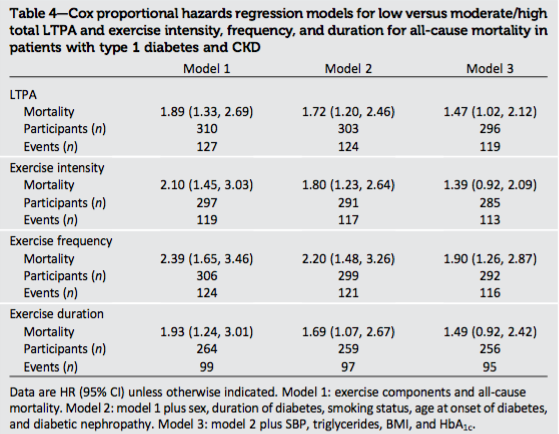 Table 4—Cox proportional hazards regression models for low versus moderate/high
total LTPA and exercise intensity, frequency, and duration for all-cause mortality in
patients with type 1 diabetes and CKD
Model 1 Model 2 Model 3
LTPA
Mortality 1.89 (1.33, 2.69) 1.72 (1.20, 2.46) 1.47 (1.02, 2.12)
Participants (n) 310 303 296
Events (n) 127 124 119
Exercise intensity
Mortality 2.10 (1.45, 3.03) 1.80 (1.23, 2.64) 1.39 (0.92, 2.09)
Participants (n) 297 291 285
Events (n) 119 117 113
Exercise frequency
Mortality 2.39 (1.65, 3.46) 2.20 (1.48, 3.26) 1.90 (1.26, 2.87)
Participants (n) 306 299 292
Events (n) 124 121 116
Exercise duration
Mortality 1.93 (1.24, 3.01) 1.69 (1.07, 2.67) 1.49 (0.92, 2.42)
Participants (n) 264 259 256
Events (n) 99 97 95
Data are HR (95% CI) unless otherwise indicated. Model 1: exercise components and all-cause
mortality. Model 2: model 1 plus sex, duration of diabetes, smoking status, age at onset of diabetes,
and diabetic nephropathy. Model 3: model 2 plus SBP, triglycerides, BMI, and HbA1c.